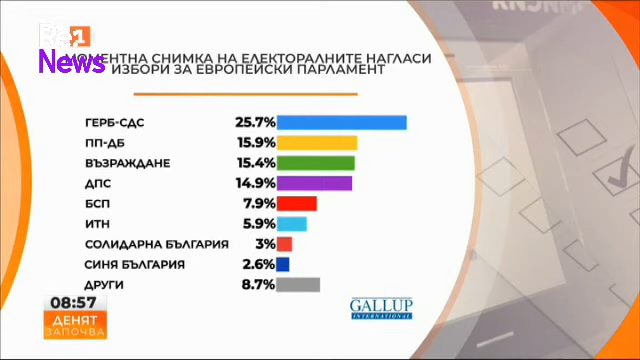 1
News
МОМЕНТНА СНИМКА НА ЕЛЕКТОРАЛНИТЕ НАГЛАСИ
ИЗБОРИ ЗА ЕВРОПЕЙСКИ ПАРЛАМЕНТ
ГЕРБ-СДС 25.7%
ПП-ДБ 15.9%
ВЪЗРАЖДАНЕ 15.4%
ДПС 14.9%
БСП 7.9%
ИТН 5.9%
СОЛИДАРНА БЪЛГАРИЯ 3%
СИНЯ БЪЛГАРИЯ 2.6%
ДРУГИ 8.7%
08:57
ДЕНЯТ
ЗАПОЧВА
GALLUP
INTERNATIONAL